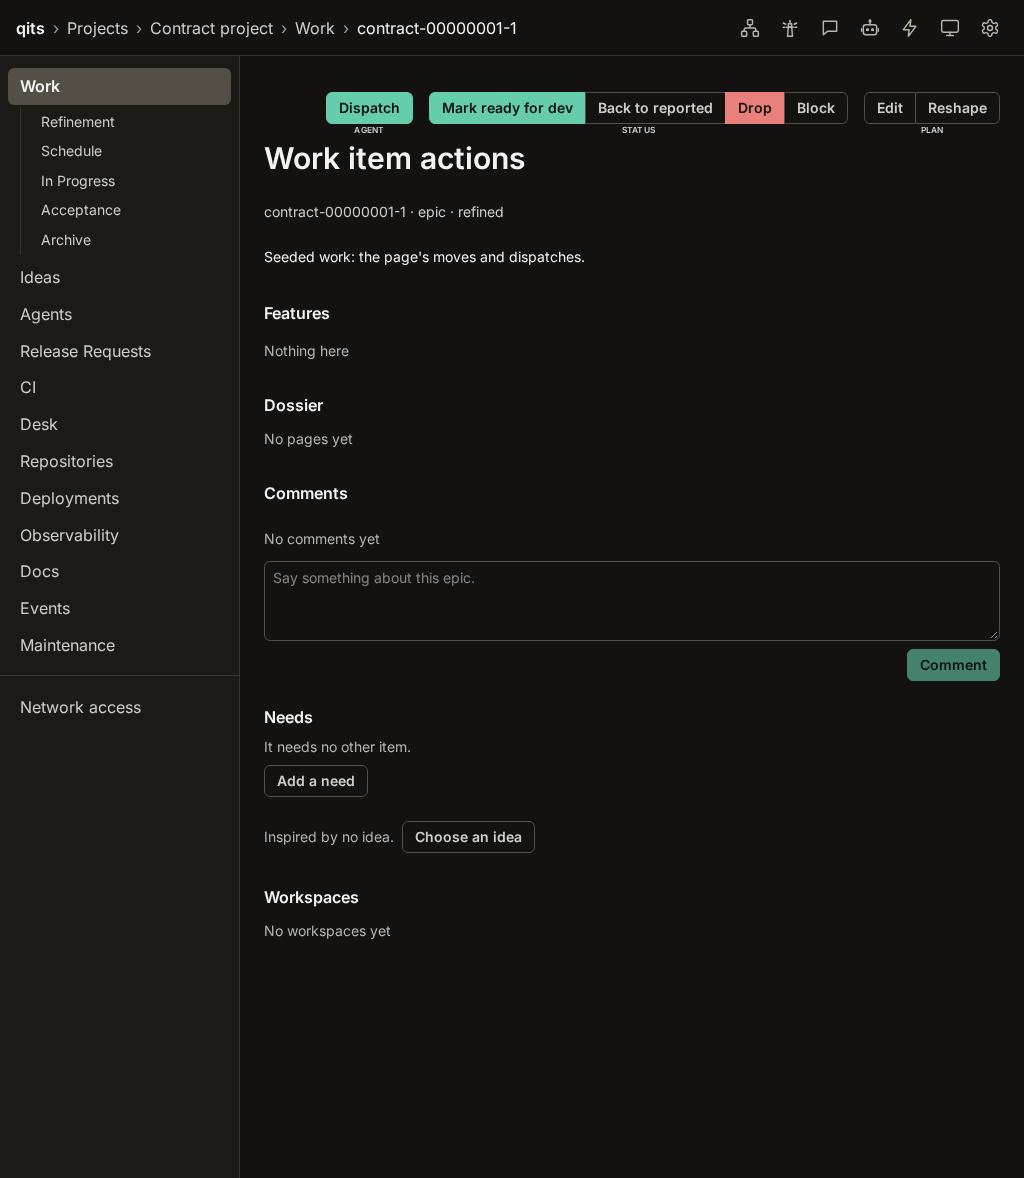 qits › Projects › Contract project › Work › contract-00000001-1
Work
Refinement
Schedule
In Progress
Acceptance
Archive
Ideas
Agents
Release Requests
CI
Desk
Repositories
Deployments
Observability
Docs
Events
Maintenance
Network access
Dispatch Mark ready for dev Back to reported Drop Block Edit Reshape
AGENT STATUS PLAN
Work item actions
contract-00000001-1 · epic · refined
Seeded work: the page's moves and dispatches.
Features
Nothing here
Dossier
No pages yet
Comments
No comments yet
Say something about this epic.
Comment
Needs
It needs no other item.
Add a need
Inspired by no idea. Choose an idea
Workspaces
No workspaces yet